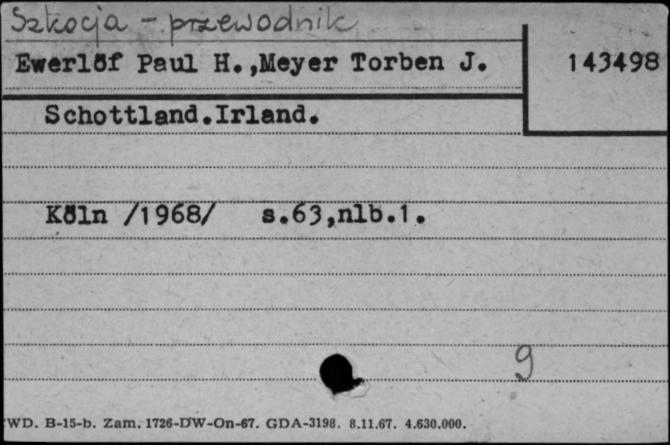 Szkocja - przewodnik
Ewerlöf Paul H.,Meyer Torben J. 143498
Schottland.Irland.
Köln /1968/ s.63,nlb.1.
9
WD. B-15-b. Zam. 1726-DW-On-67. GDA-3198. 8.11.67. 4.630.000.